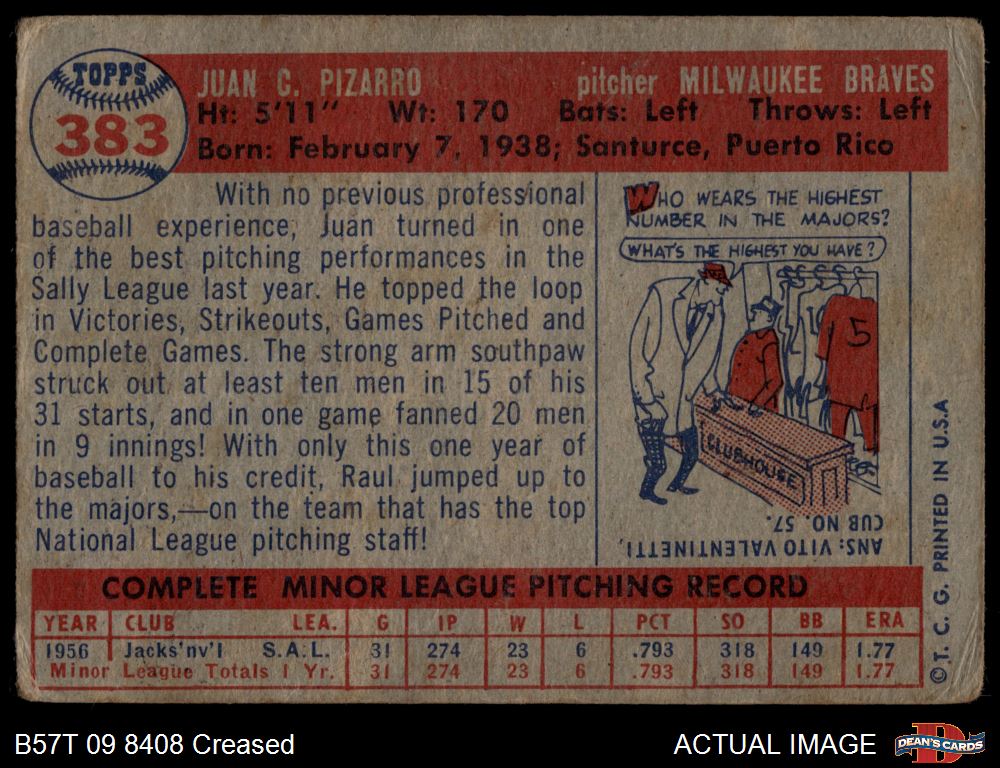 TOPPS
383
JUAN C. PIZARRO pitcher MILWAUKEE BRAVES
Ht: 5'11" Wt: 170 Bats: Left Throws: Left
Born: February 7, 1938; Santurce, Puerto Rico
With no previous professional
baseball experience, Juan turned in one
of the best pitching performances in the
Sally League last year. He topped the loop
in Victories, Strikeouts, Games Pitched and
Complete Games. The strong arm southpaw
struck out at least ten men in 15 of his
31 starts, and in one game fanned 20 men
in 9 innings! With only this one year of
baseball to his credit, Raul jumped up to
the majors,—on the team that has the top
National League pitching staff!
WHO WEARS THE HIGHEST
NUMBER IN THE MAJORS?
WHAT'S THE HIGHEST YOU HAVE?
10
5
CLUBHOUSE
ANS: VITO VALENTINETTI,
CUB NO. 57.
© T. C. G. PRINTED IN U.S.A
COMPLETE MINOR LEAGUE PITCHING RECORD
YEAR CLUB LEA. G IP W L PCT SO BB ERA
1956 Jacks'nv'l S.A.L. 31 274 23 6 .793 318 149 1.77
Minor League Totals 1 Yr. 31 274 23 6 .793 318 149 1.77
B57T 09 8408 Creased ACTUAL IMAGE
DEAN'S CARDS